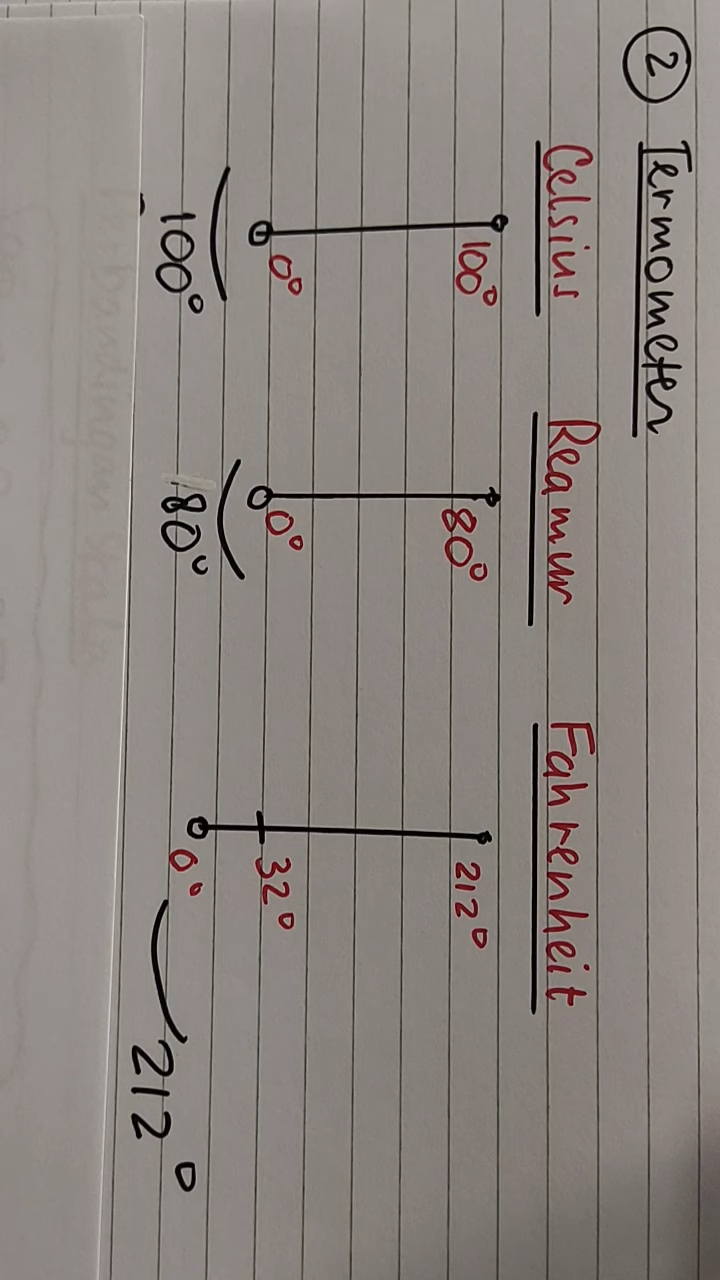 ② Termometer
Celsius Reamur Fahrenheit
100° 80° 212°
0° 0° 32°
0°
100° 80° 212°